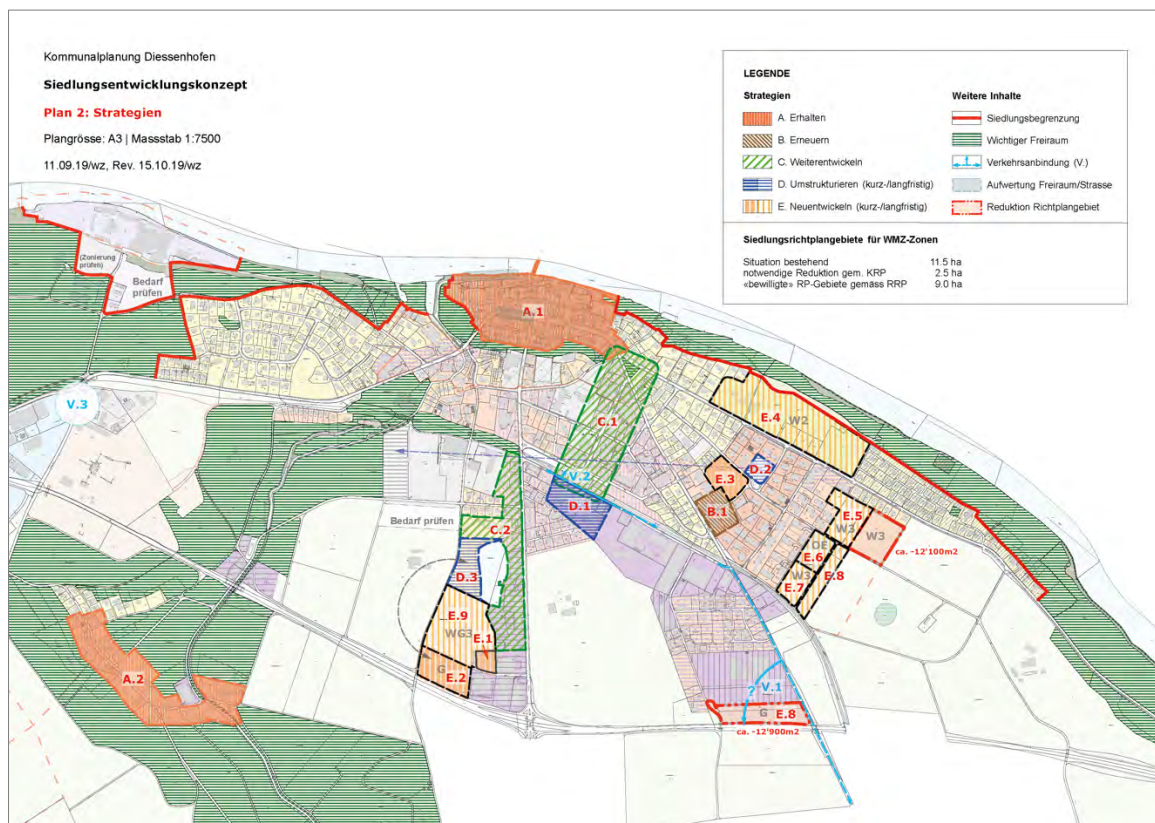 Kommunalplanung Diessenhofen
Siedlungsentwicklungskonzept
Plan 2: Strategien
Plangrösse: A3 | Massstab 1:7500
11.09.19/wz, Rev. 15.10.19/wz
LEGENDE
Strategien
A. Erhalten
B. Erneuern
C. Weiterentwickeln
D. Umstrukturieren (kurz-/langfristig)
E. Neuentwickeln (kurz-/langfristig)
Weitere Inhalte
Siedlungsbegrenzung
Wichtiger Freiraum
Verkehrsanbindung (V.)
Aufwertung Freiraum/Strasse
Reduktion Richtplangebiet
Siedlungsrichtplangebiete für WMZ-Zonen
Situation bestehend 11.5 ha
notwendige Reduktion gem. KRP 2.5 ha
«bewilligte» RP-Gebiete gemäss RRP 9.0 ha
(Zonierung
prüfen)
Bedarf
prüfen
A.1
V.3
C.1
E.4
W2
V.2
E.3
D.2
D.1
B.1
Bedarf prüfen
C.2
E.5
W3
W3
ca. -12'100m2
DE
E.6
E.8
W3
E.7
D.3
E.9
WG3
E.1
G
E.2
A.2
?
V.1
G
E.8
ca. -12'900m2